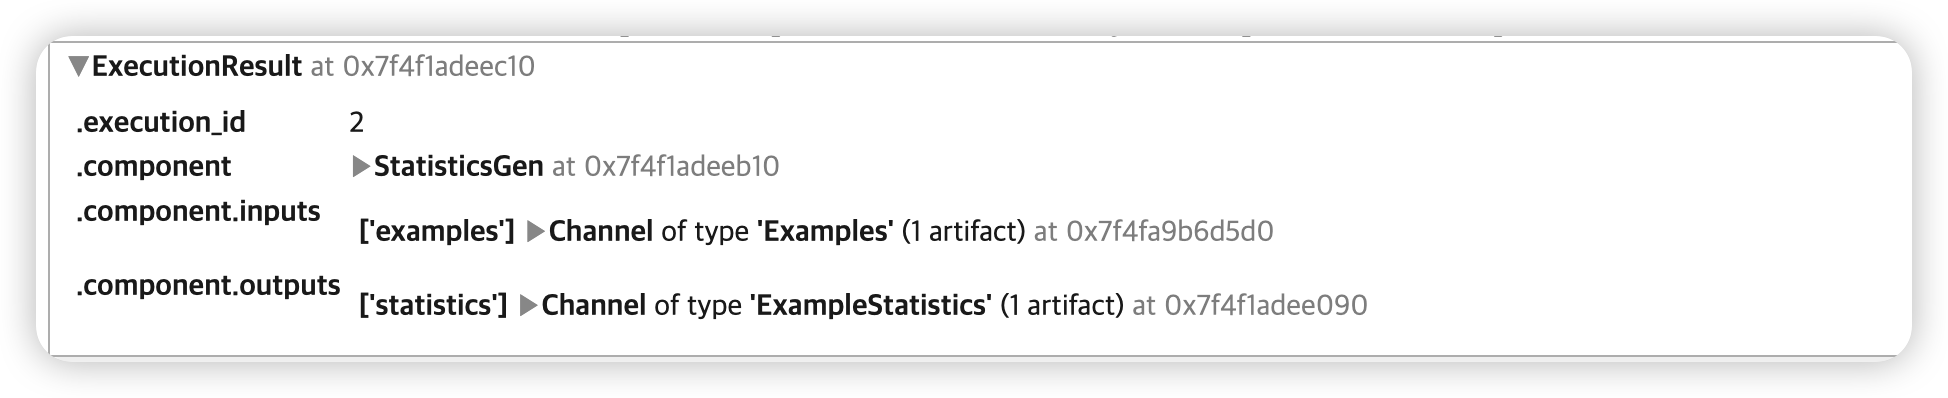 ▼ExecutionResult at 0x7f4f1adeec10
.execution_id 2
.component ▶StatisticsGen at 0x7f4f1adeeb10
.component.inputs ['examples'] ▶Channel of type 'Examples' (1 artifact) at 0x7f4fa9b6d5d0
.component.outputs ['statistics'] ▶Channel of type 'ExampleStatistics' (1 artifact) at 0x7f4f1adee090